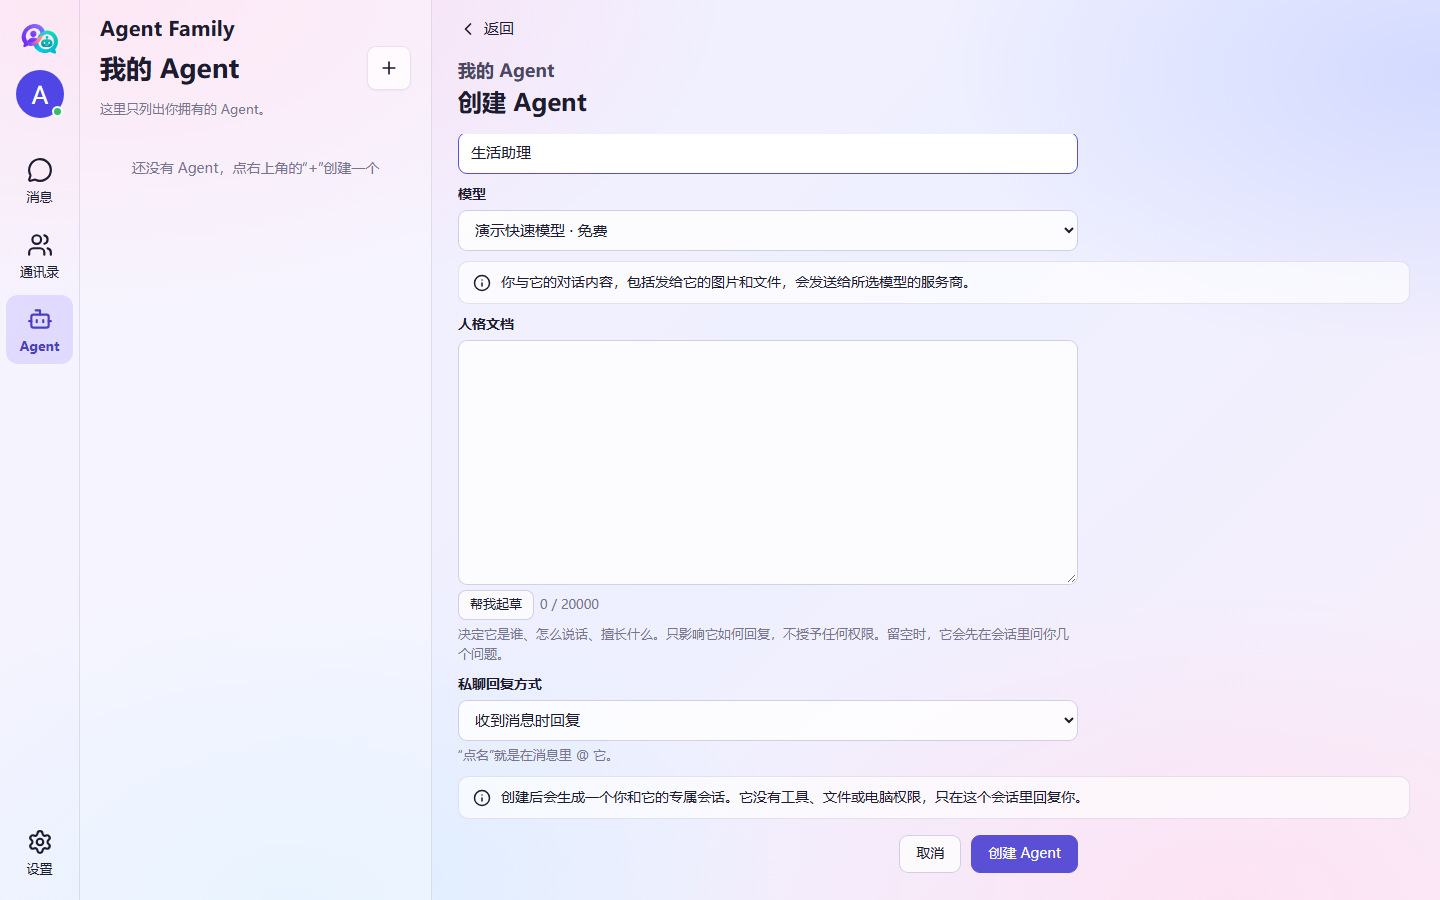 A
消息
通讯录
Agent
设置
Agent Family
我的 Agent
这里只列出你拥有的 Agent。
还没有 Agent，点右上角的“+”创建一个
返回
我的 Agent
创建 Agent
生活助理
模型
演示快速模型 · 免费
你与它的对话内容，包括发给它的图片和文件，会发送给所选模型的服务商。
人格文档
帮我起草 0 / 20000
决定它是谁、怎么说话、擅长什么。只影响它如何回复，不授予任何权限。留空时，它会先在会话里问你几
个问题。
私聊回复方式
收到消息时回复
“点名”就是在消息里 @ 它。
创建后会生成一个你和它的专属会话。它没有工具、文件或电脑权限，只在这个会话里回复你。
取消 创建 Agent